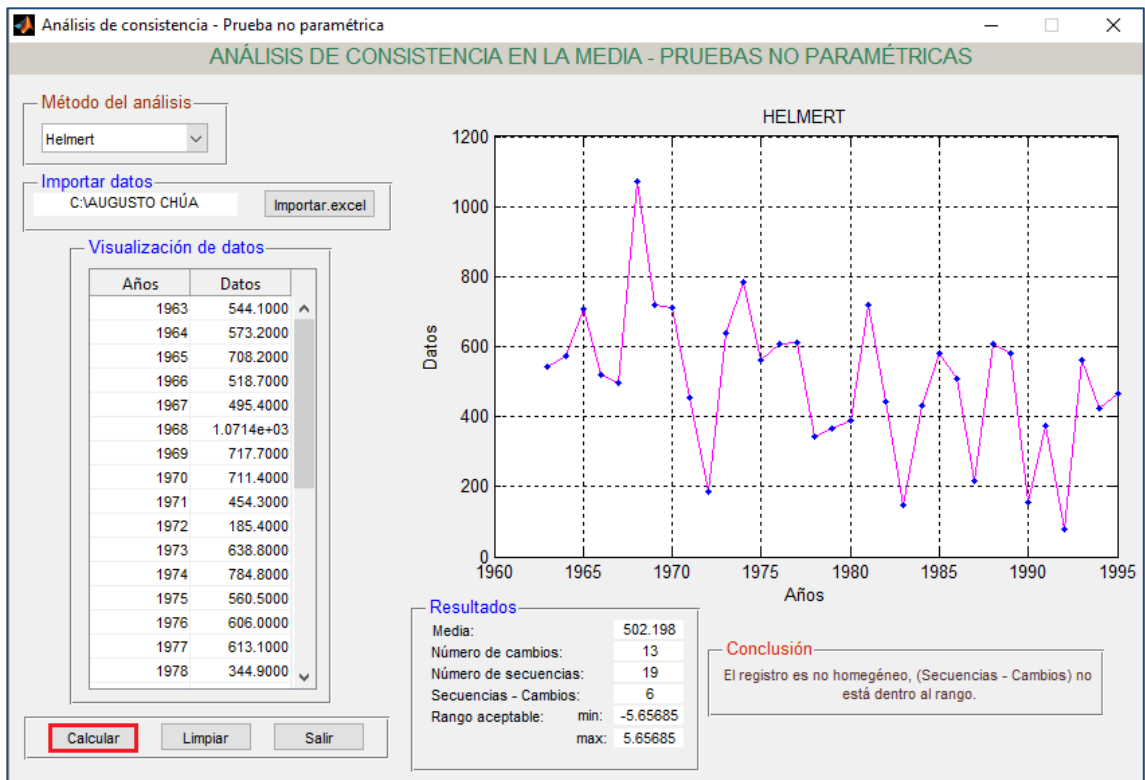 Análisis de consistencia - Prueba no paramétrica
ANÁLISIS DE CONSISTENCIA EN LA MEDIA - PRUEBAS NO PARAMÉTRICAS
Método del análisis
Helmert
Importar datos
C:\AUGUSTO CHÚA
Importar.excel
Visualización de datos
Años Datos
1963 544.1000
1964 573.2000
1965 708.2000
1966 518.7000
1967 495.4000
1968 1.0714e+03
1969 717.7000
1970 711.4000
1971 454.3000
1972 185.4000
1973 638.8000
1974 784.8000
1975 560.5000
1976 606.0000
1977 613.1000
1978 344.9000
Calcular Limpiar Salir
HELMERT
Datos
1200
1000
800
600
400
200
0
1960 1965 1970 1975 1980 1985 1990 1995
Años
Resultados
Media: 502.198
Número de cambios: 13
Número de secuencias: 19
Secuencias - Cambios: 6
Rango aceptable: min: -5.65685
max: 5.65685
Conclusión
El registro es no homegéneo, (Secuencias - Cambios) no
está dentro al rango.